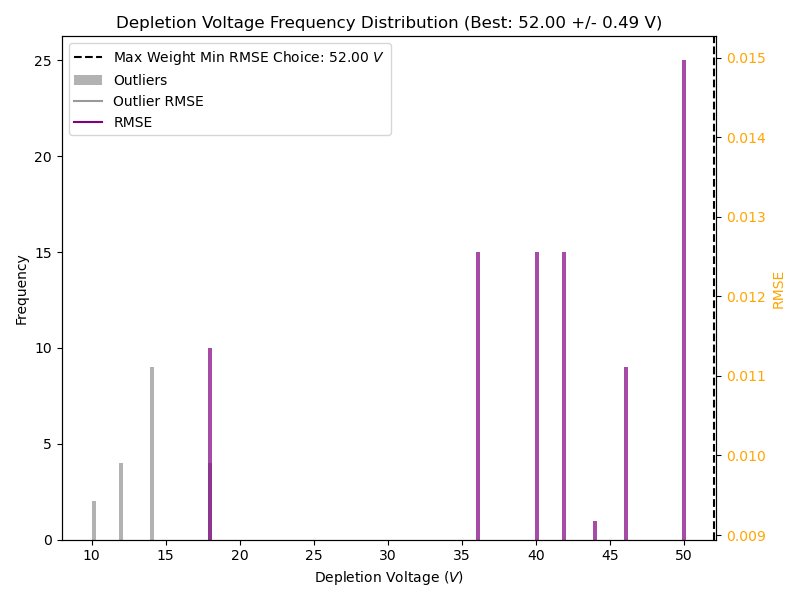 Depletion Voltage Frequency Distribution (Best: 52.00 +/- 0.49 V)
Max Weight Min RMSE Choice: 52.00 V
Outliers
Outlier RMSE
RMSE
Frequency
25
20
15
10
5
0
10 15 20 25 30 35 40 45 50
Depletion Voltage (V)
0.015
0.014
0.013
0.012
0.011
0.010
0.009
RMSE